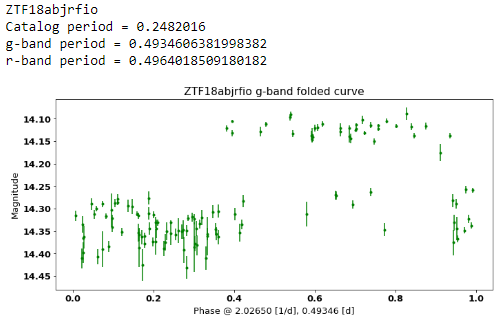 ZTF18abjrfio
Catalog period = 0.2482016
g-band period = 0.4934606381998382
r-band period = 0.4964018509180182
ZTF18abjrfio g-band folded curve
Magnitude
14.10
14.15
14.20
14.25
14.30
14.35
14.40
14.45
0.0 0.2 0.4 0.6 0.8 1.0
Phase @ 2.02650 [1/d], 0.49346 [d]